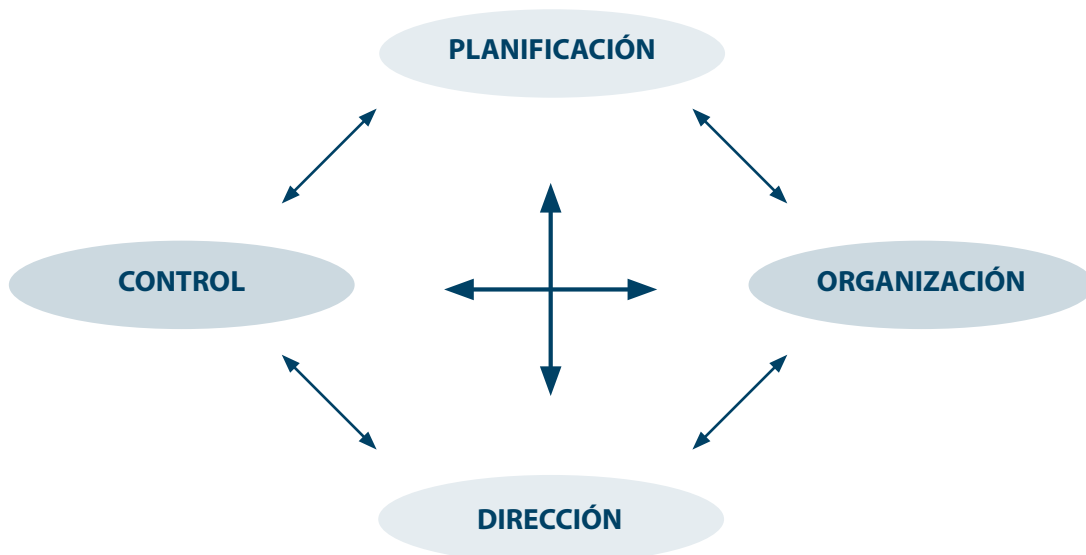 PLANIFICACIÓN
CONTROL
ORGANIZACIÓN
DIRECCIÓN